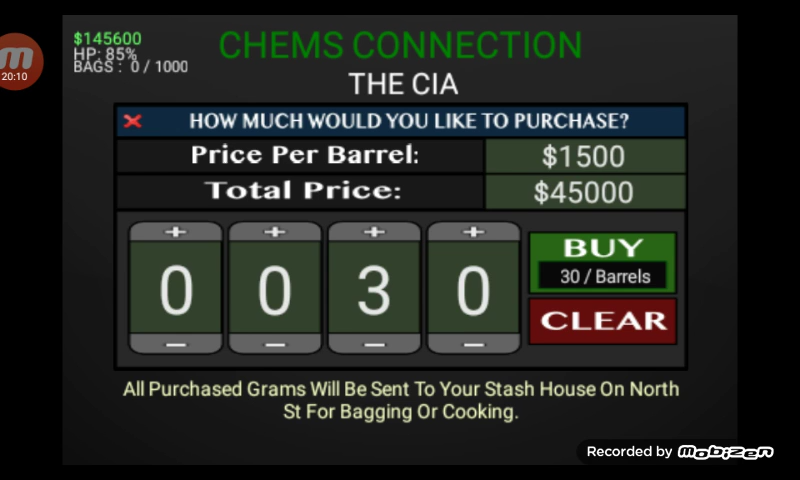 $145600
HP: 85%
BAGS : 0 / 1000
CHEMS CONNECTION
THE CIA
20:10
HOW MUCH WOULD YOU LIKE TO PURCHASE?
Price Per Barrel: $1500
Total Price: $45000
+ + + +
0 0 3 0
- - - -
BUY
30 / Barrels
CLEAR
All Purchased Grams Will Be Sent To Your Stash House On North
St For Bagging Or Cooking.
Recorded by Mobizen